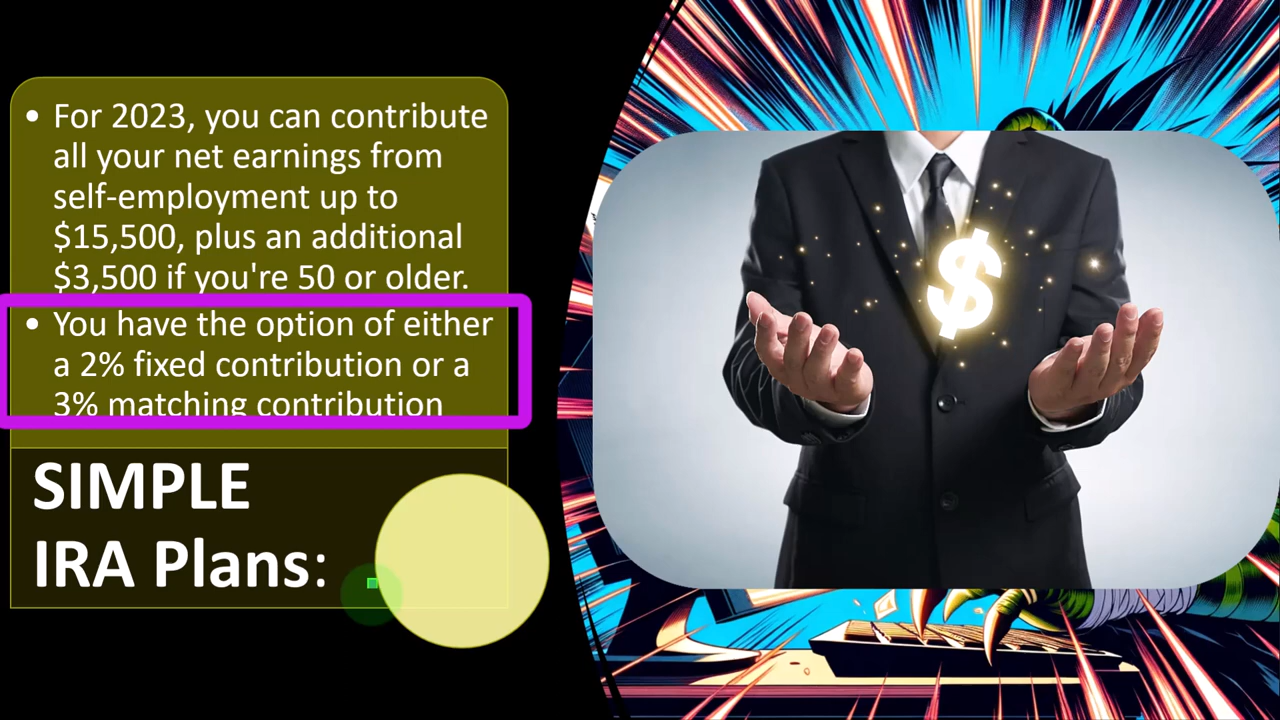 • For 2023, you can contribute
all your net earnings from
self-employment up to
$15,500, plus an additional
$3,500 if you're 50 or older.
• You have the option of either
a 2% fixed contribution or a
3% matching contribution
SIMPLE
IRA Plans:
$